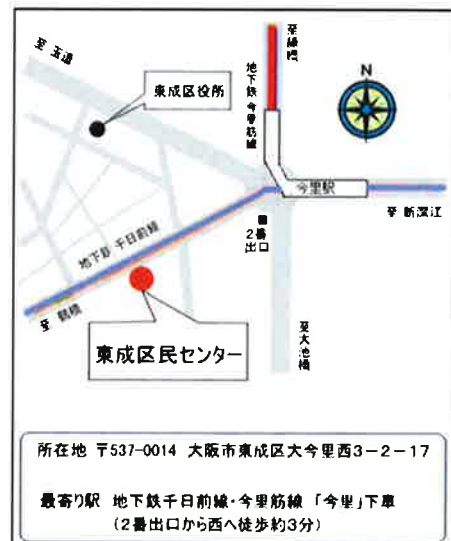 至 玉造
東成区役所
至緑橋
地下鉄 今里筋線
N
今里駅
至 新深江
2番
出口
地下鉄 千日前線
至 鶴橋
東成区民センター
至大池橋
所在地 〒537-0014 大阪市東成区大今里西3-2-17
最寄り駅 地下鉄千日前線・今里筋線 「今里」下車
(2番出口から西へ徒歩約3分)